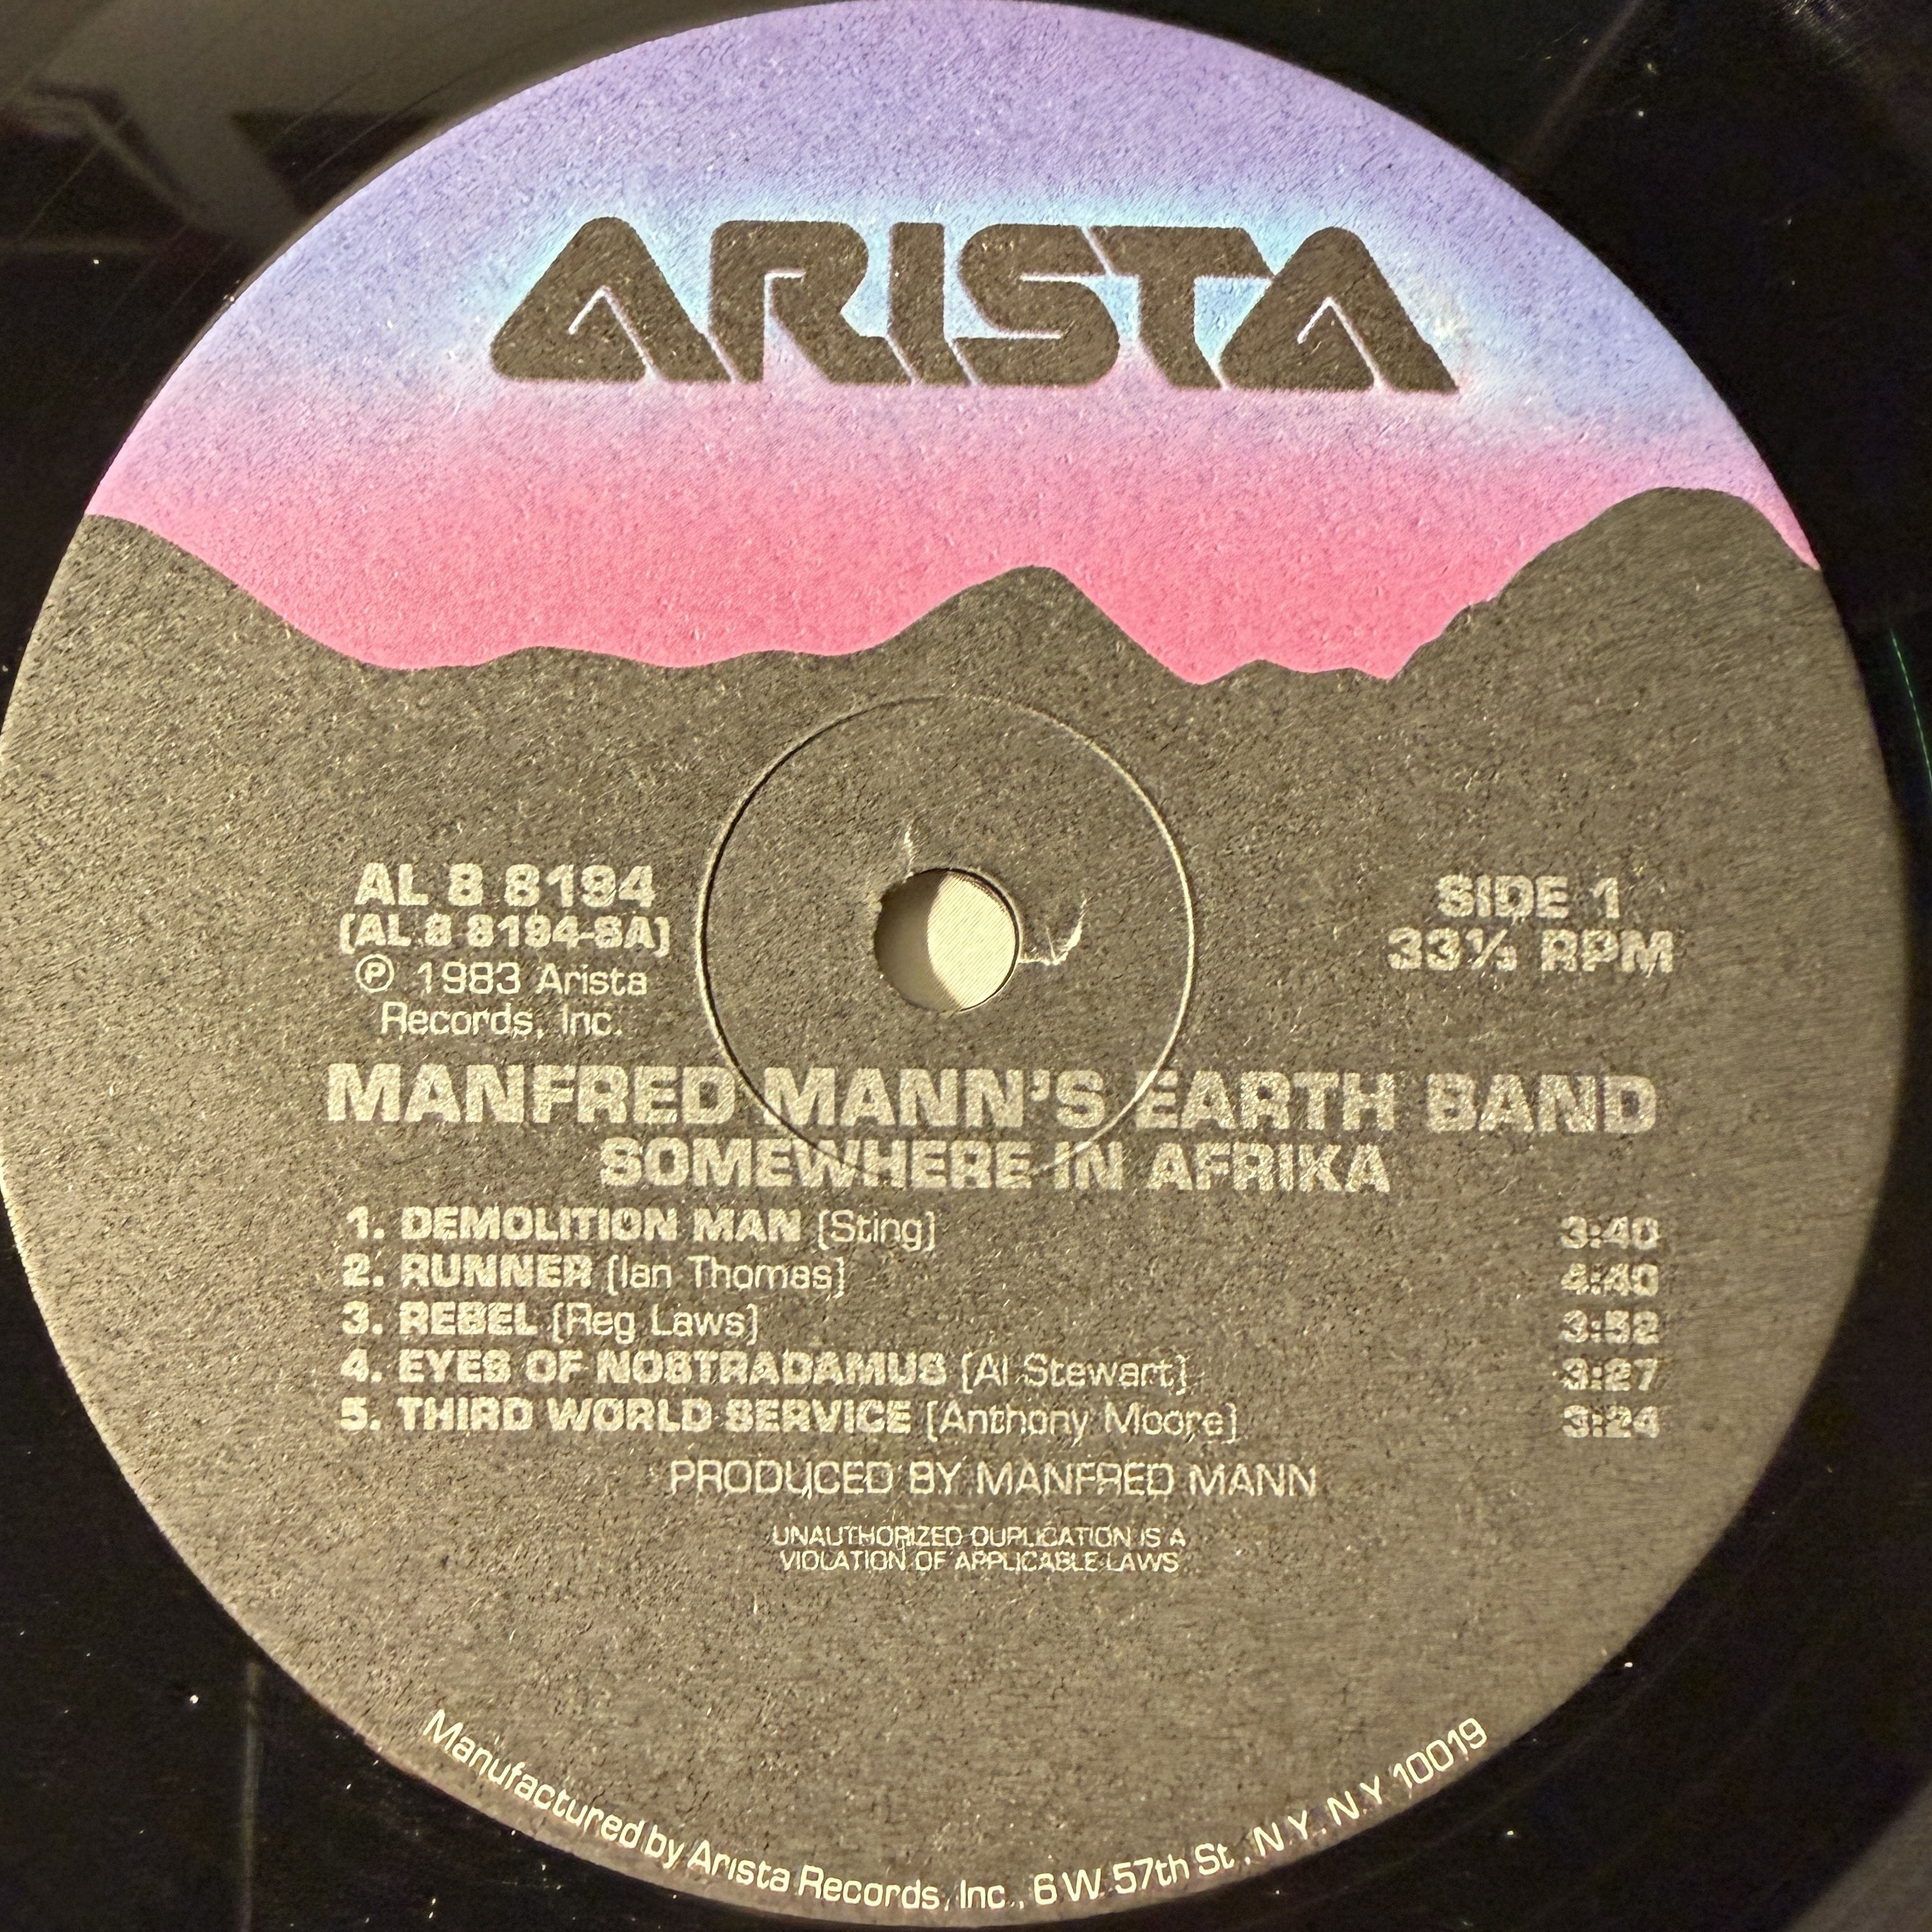 ARISTA
AL 8 8194
(AL 8 8194-SA)
℗ 1983 Arista
Records, Inc.
SIDE 1
33⅓ RPM
MANFRED MANN'S EARTH BAND
SOMEWHERE IN AFRIKA
1. DEMOLITION MAN (Sting) 3:40
2. RUNNER (Ian Thomas) 4:40
3. REBEL (Reg Laws) 3:52
4. EYES OF NOSTRADAMUS (Al Stewart) 3:27
5. THIRD WORLD SERVICE (Anthony Moore) 3:24
PRODUCED BY MANFRED MANN
UNAUTHORIZED DUPLICATION IS A
VIOLATION OF APPLICABLE LAWS
Manufactured by Arista Records, Inc., 6 W. 57th St., N.Y., N.Y. 10019